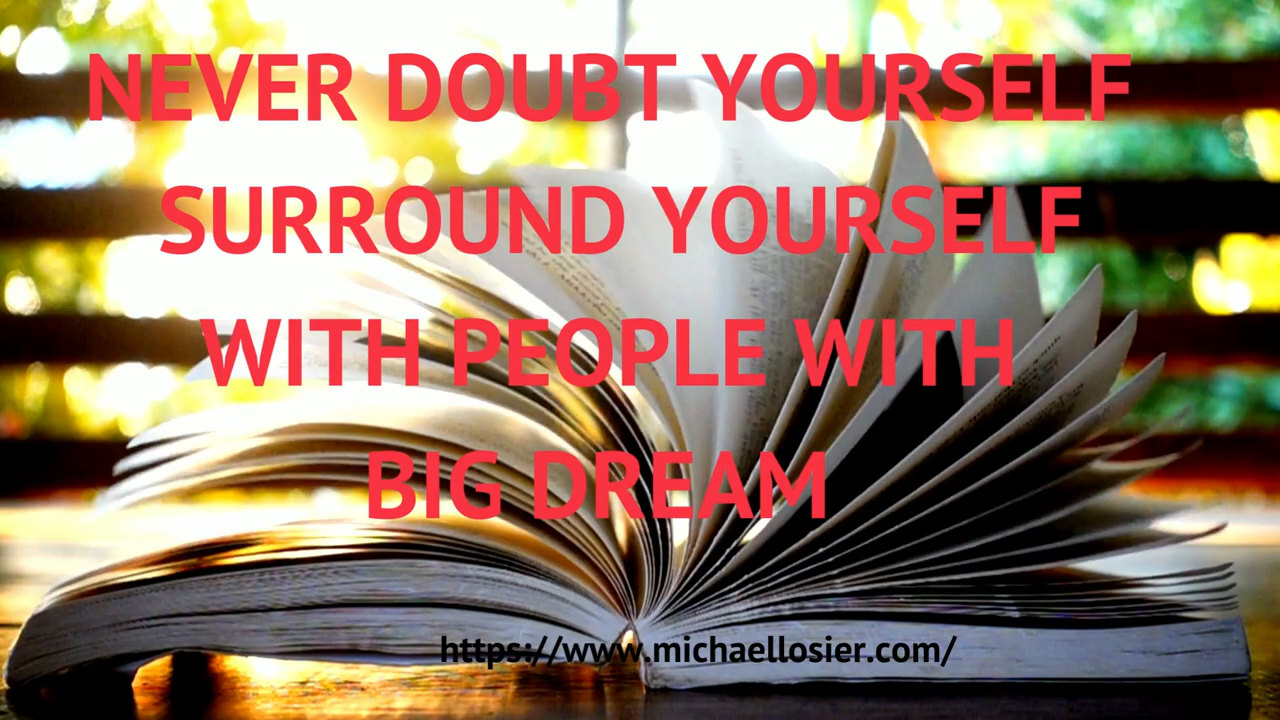 NEVER DOUBT YOURSELF
SURROUND YOURSELF
WITH PEOPLE WITH
BIG DREAM
https://www.michaellosier.com/